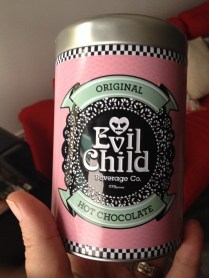 ORIGINAL
Evil
Child
Beverage Co.
HOT CHOCOLATE